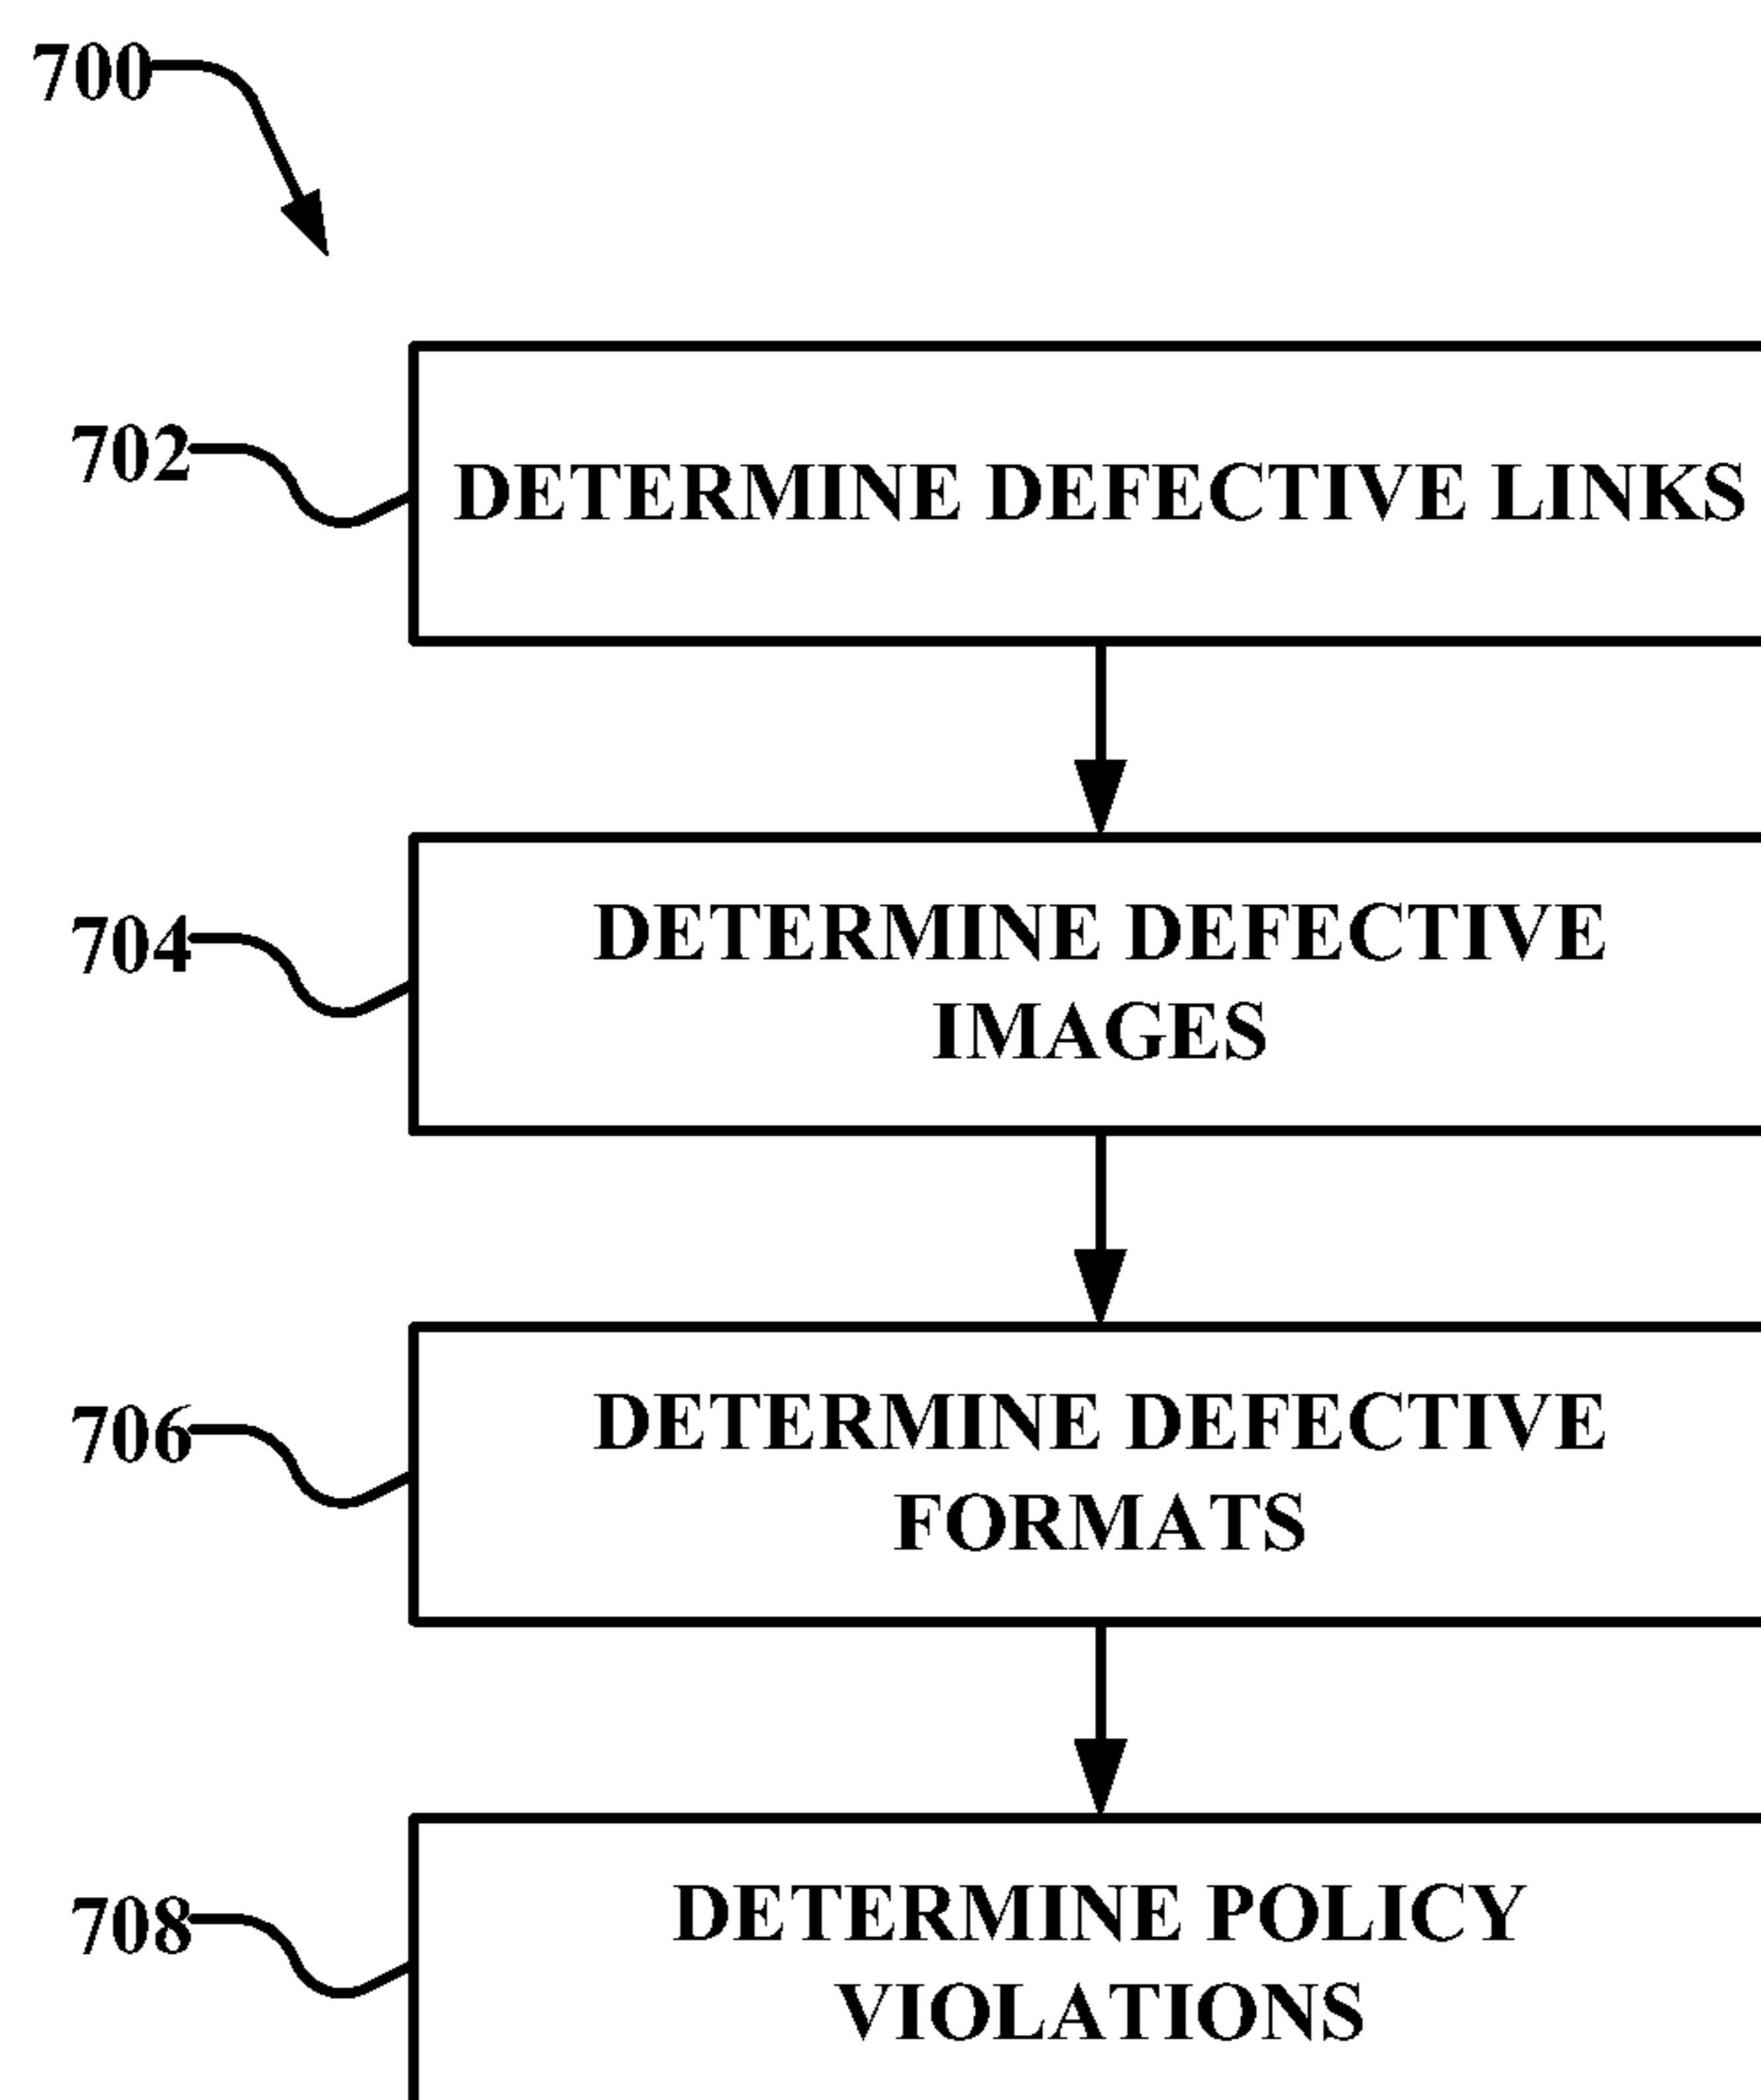 700
702
DETERMINE DEFECTIVE LINKS
704
DETERMINE DEFECTIVE
IMAGES
706
DETERMINE DEFECTIVE
FORMATS
708
DETERMINE POLICY
VIOLATIONS